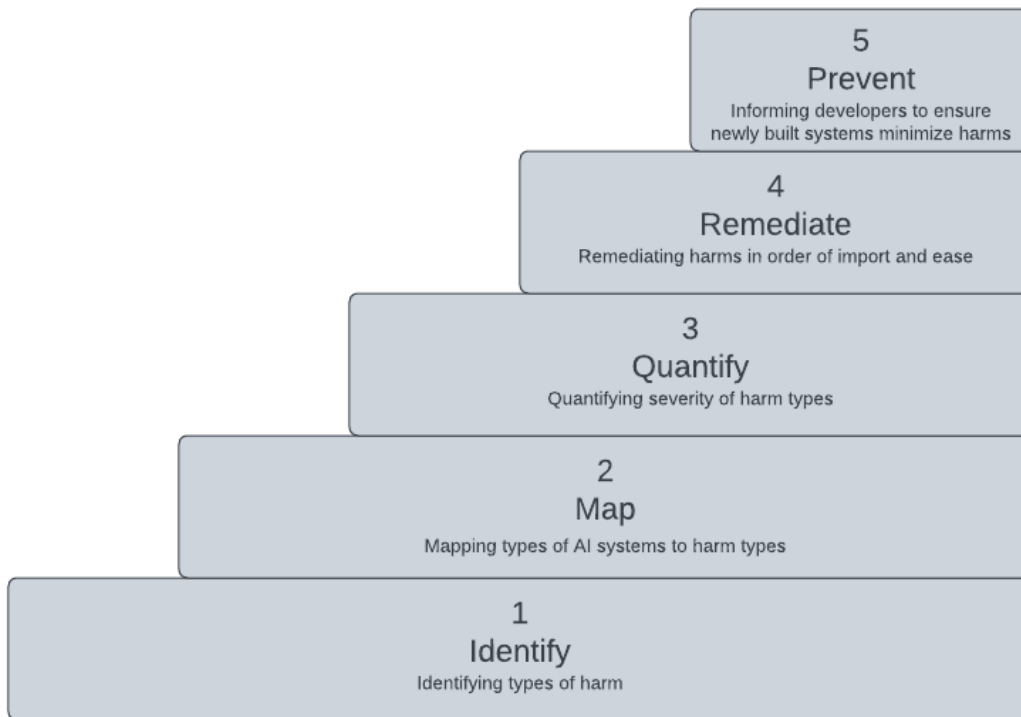 5
Prevent
Informing developers to ensure
newly built systems minimize harms
4
Remediate
Remediating harms in order of import and ease
3
Quantify
Quantifying severity of harm types
2
Map
Mapping types of AI systems to harm types
1
Identify
Identifying types of harm